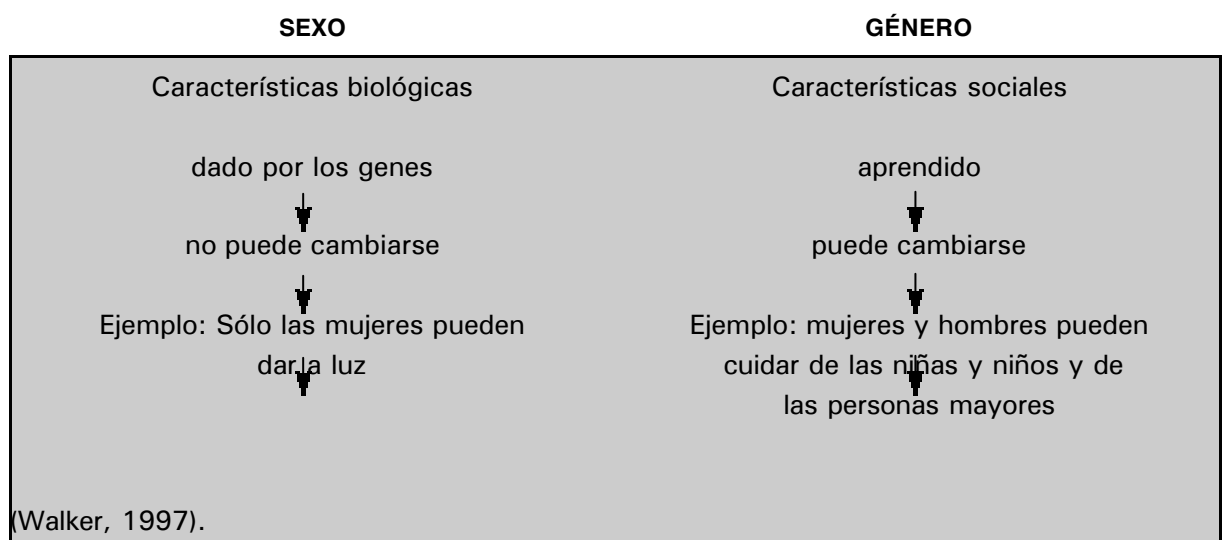 SEXO
GÉNERO
Características biológicas
Características sociales
dado por los genes
aprendido
no puede cambiarse
puede cambiarse
Ejemplo: Sólo las mujeres pueden
dar a luz
Ejemplo: mujeres y hombres pueden
cuidar de las niñas y niños y de
las personas mayores
(Walker, 1997).